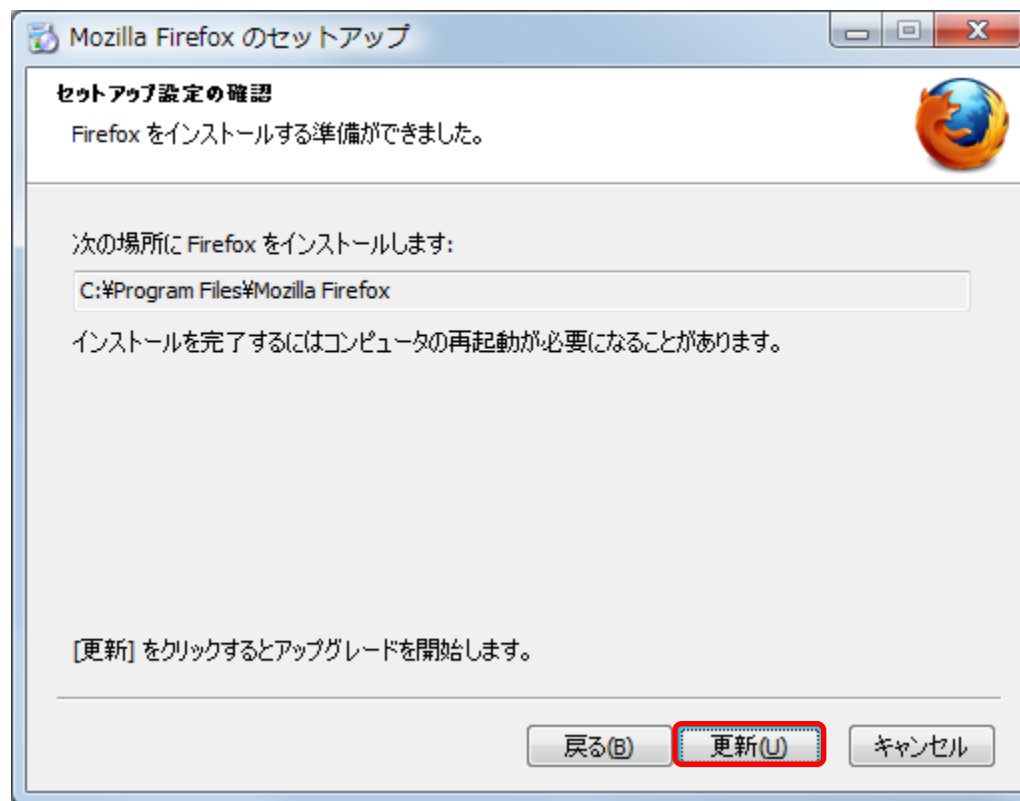 Mozilla Firefox のセットアップ
セットアップ設定の確認
Firefox をインストールする準備ができました。
次の場所に Firefox をインストールします:
C:¥Program Files¥Mozilla Firefox
インストールを完了するにはコンピュータの再起動が必要になることがあります。
[更新] をクリックするとアップグレードを開始します。
戻る(B) 更新(U) キャンセル